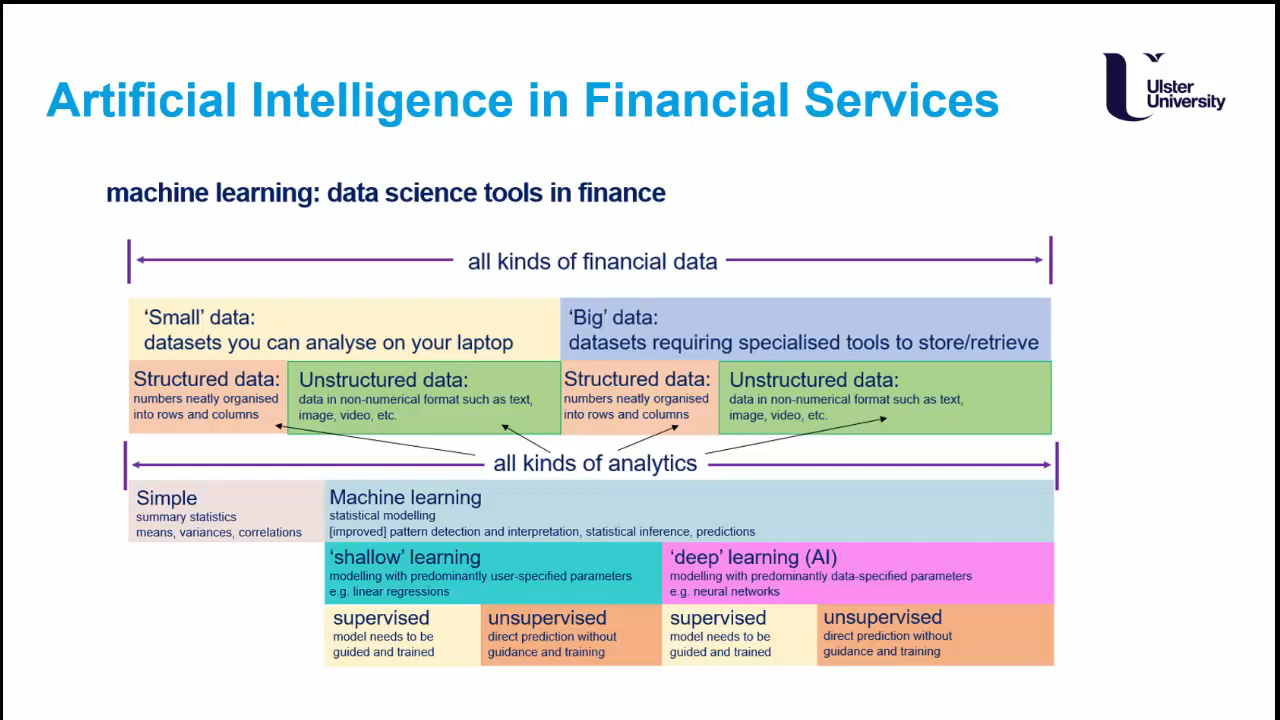 Artificial Intelligence in Financial Services
Ulster
University
machine learning: data science tools in finance
all kinds of financial data
‘Small’ data:
datasets you can analyse on your laptop
‘Big’ data:
datasets requiring specialised tools to store/retrieve
Structured data:
numbers neatly organised
into rows and columns
Unstructured data:
data in non-numerical format such as text,
image, video, etc.
Structured data:
numbers neatly organised
into rows and columns
Unstructured data:
data in non-numerical format such as text,
image, video, etc.
all kinds of analytics
Simple
summary statistics
means, variances, correlations
Machine learning
statistical modelling
[improved] pattern detection and interpretation, statistical inference, predictions
‘shallow’ learning
modelling with predominantly user-specified parameters
e.g. linear regressions
‘deep’ learning (AI)
modelling with predominantly data-specified parameters
e.g. neural networks
supervised
model needs to be
guided and trained
unsupervised
direct prediction without
guidance and training
supervised
model needs to be
guided and trained
unsupervised
direct prediction without
guidance and training